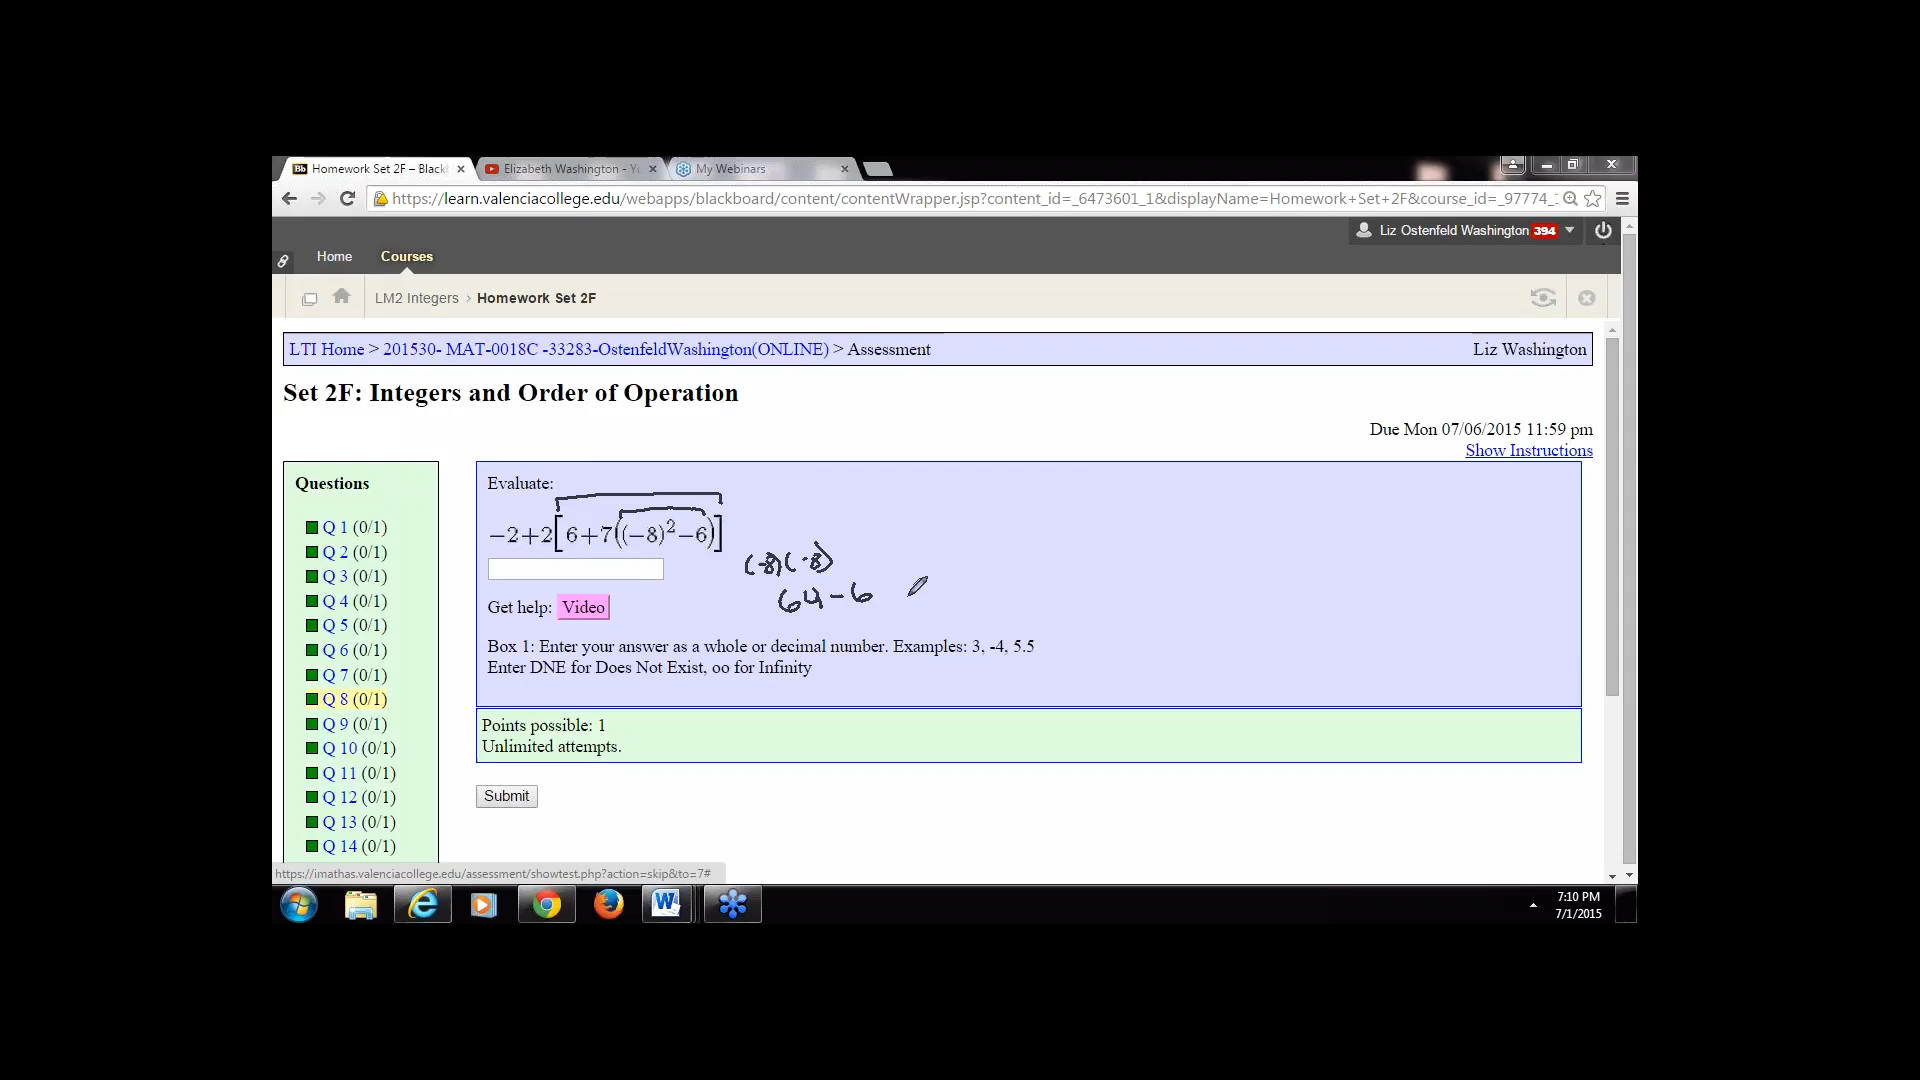 Homework Set 2F – Blackb
Elizabeth Washington - Yo
My Webinars
https://learn.valenciacollege.edu/webapps/blackboard/content/contentWrapper.jsp?content_id=_6473601_1&displayName=Homework+Set+2F&course_id=_97774_
Liz Ostenfeld Washington 394
Home Courses
LM2 Integers › Homework Set 2F
LTI Home > 201530- MAT-0018C -33283-OstenfeldWashington(ONLINE) > Assessment Liz Washington
Set 2F: Integers and Order of Operation
Due Mon 07/06/2015 11:59 pm
Show Instructions
Questions
Q 1 (0/1)
Q 2 (0/1)
Q 3 (0/1)
Q 4 (0/1)
Q 5 (0/1)
Q 6 (0/1)
Q 7 (0/1)
Q 8 (0/1)
Q 9 (0/1)
Q 10 (0/1)
Q 11 (0/1)
Q 12 (0/1)
Q 13 (0/1)
Q 14 (0/1)
Evaluate:
−2+2[6+7((−8)²−6)]
(-8)(-8)
64-6
Get help: Video
Box 1: Enter your answer as a whole or decimal number. Examples: 3, -4, 5.5
Enter DNE for Does Not Exist, oo for Infinity
Points possible: 1
Unlimited attempts.
Submit
https://imathas.valenciacollege.edu/assessment/showtest.php?action=skip&to=7#
7:10 PM
7/1/2015